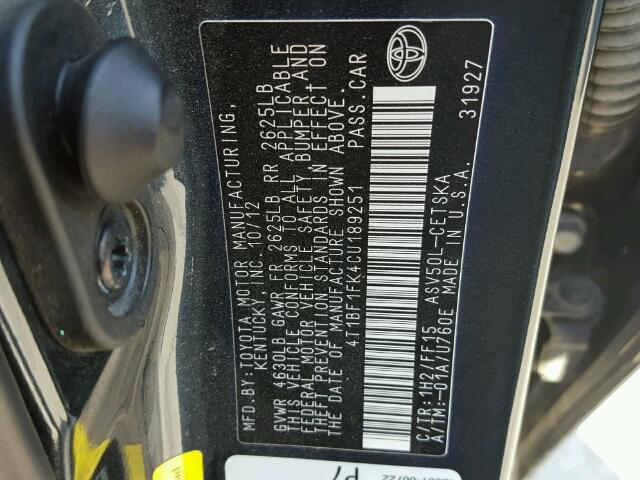 MFD.BY:TOYOTA MOTOR MANUFACTURING,
KENTUCKY, INC. 10/12
GVWR 4630LB GAWR FR 2625LB RR 2625LB
THIS VEHICLE CONFORMS TO ALL APPLICABLE
FEDERAL MOTOR VEHICLE SAFETY BUMPER,AND
THEFT PREVENTION STANDARDS IN EFFECT ON
THE DATE OF MANUFACTURE SHOWN ABOVE.
4T1BF1FK4CU189251 PASS.CAR
C/TR:1H2/FF15 ASV50L-CETSKA
A/TM:-01A/U760E MADE IN U.S.A.
31927
P7